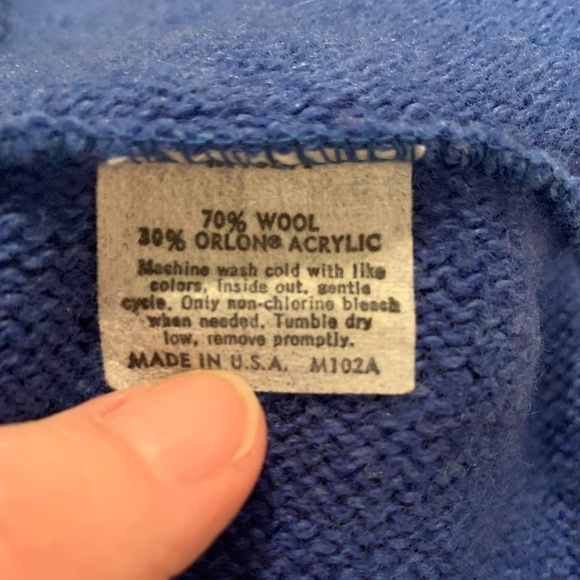 70% WOOL
30% ORLON® ACRYLIC
Machine wash cold with like
colors, inside out, gentle
cycle. Only non-chlorine bleach
when needed. Tumble dry
low, remove promptly.
MADE IN U.S.A. M102A